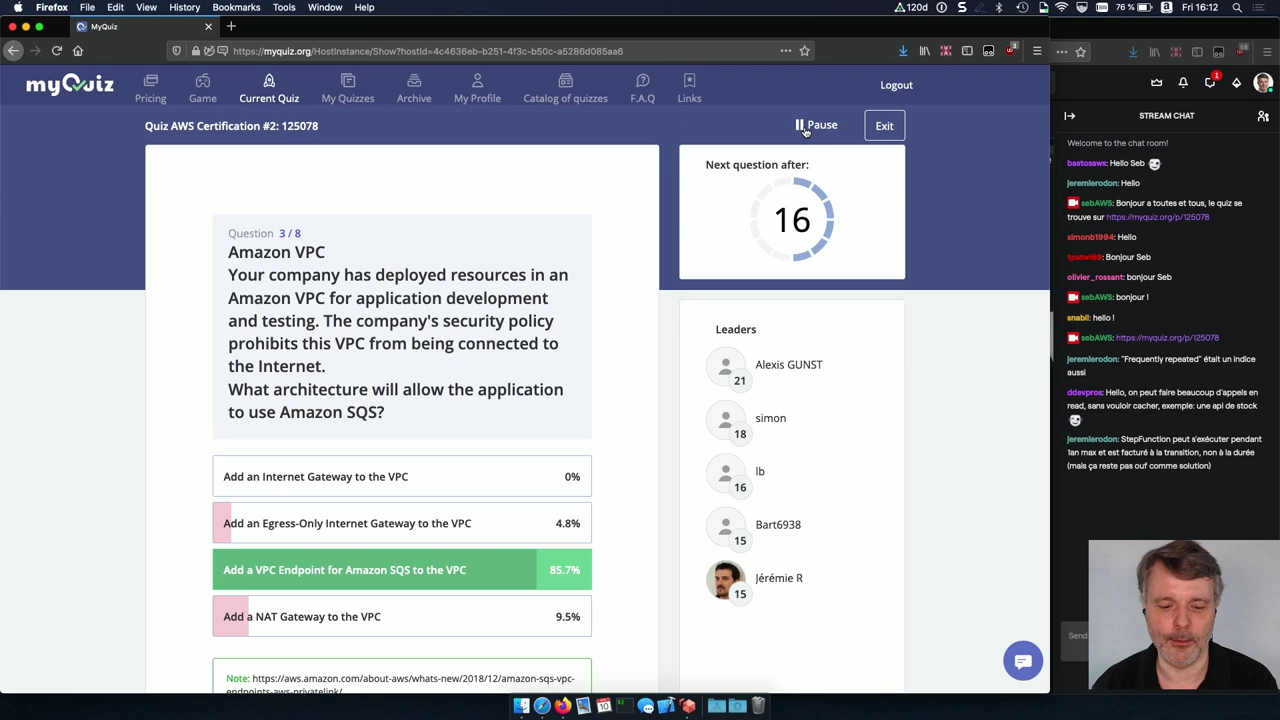 Firefox File Edit View History Bookmarks Tools Window Help
120d
76 %
Fri 16:12
MyQuiz
https://myquiz.org/HostInstance/Show?hostId=4c4636eb-b251-4f3c-b50c-a5286d085aa6
3
myQuiz
Pricing
Game
Current Quiz
My Quizzes
Archive
My Profile
Catalog of quizzes
F.A.Q
Links
Logout
Quiz AWS Certification #2: 125078
Pause
Exit
Question 3 / 8
Amazon VPC
Your company has deployed resources in an
Amazon VPC for application development
and testing. The company's security policy
prohibits this VPC from being connected to
the Internet.
What architecture will allow the application
to use Amazon SQS?
Add an Internet Gateway to the VPC 0%
Add an Egress-Only Internet Gateway to the VPC 4.8%
Add a VPC Endpoint for Amazon SQS to the VPC 85.7%
Add a NAT Gateway to the VPC 9.5%
Note: https://aws.amazon.com/about-aws/whats-new/2018/12/amazon-sqs-vpc-
endpoints-aws-privatelink/
Next question after:
16
Leaders
Alexis GUNST
21
simon
18
lb
16
Bart6938
15
Jérémie R
15
1
STREAM CHAT
Welcome to the chat room!
bastosaws: Hello Seb
jeremierodon: Hello
sebAWS: Bonjour a toutes et tous, le quiz se
trouve sur https://myquiz.org/p/125078
simonb1994: Hello
Bonjour Seb
olivier_rossant: bonjour Seb
sebAWS: bonjour !
snabil: hello !
sebAWS: https://myquiz.org/p/125078
jeremierodon: "Frequently repeated" était un indice
aussi
ddevpros: Hello, on peut faire beaucoup d'appels en
read, sans vouloir cacher, exemple: une api de stock
jeremierodon: StepFunction peut s'exécuter pendant
1an max et est facturé à la transition, non à la durée
(mais ça reste pas ouf comme solution)
Send
10